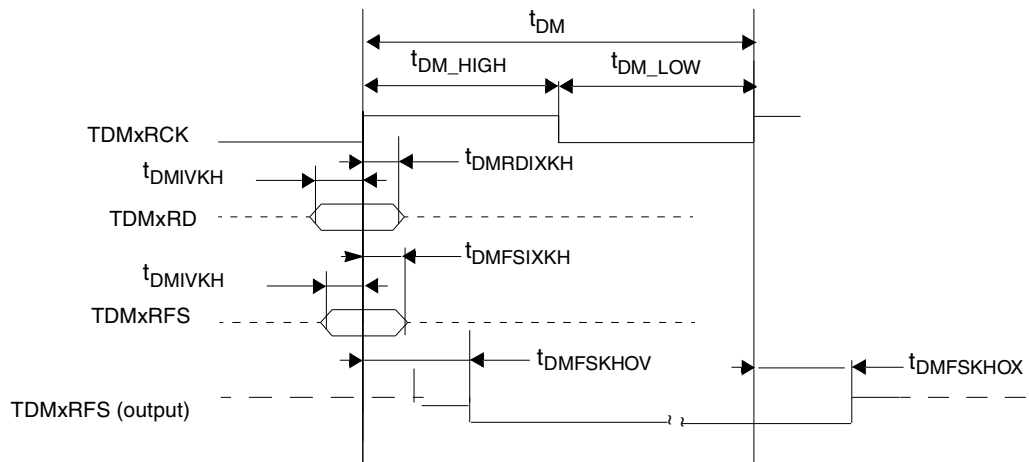 tDM
tDM_HIGH
tDM_LOW
TDMxRCK
tDMIVKH
tDMRDIXKH
TDMxRD
tDMIVKH
tDMFSIXKH
TDMxRFS
tDMFSKHOV
tDMFSKHOX
TDMxRFS (output)